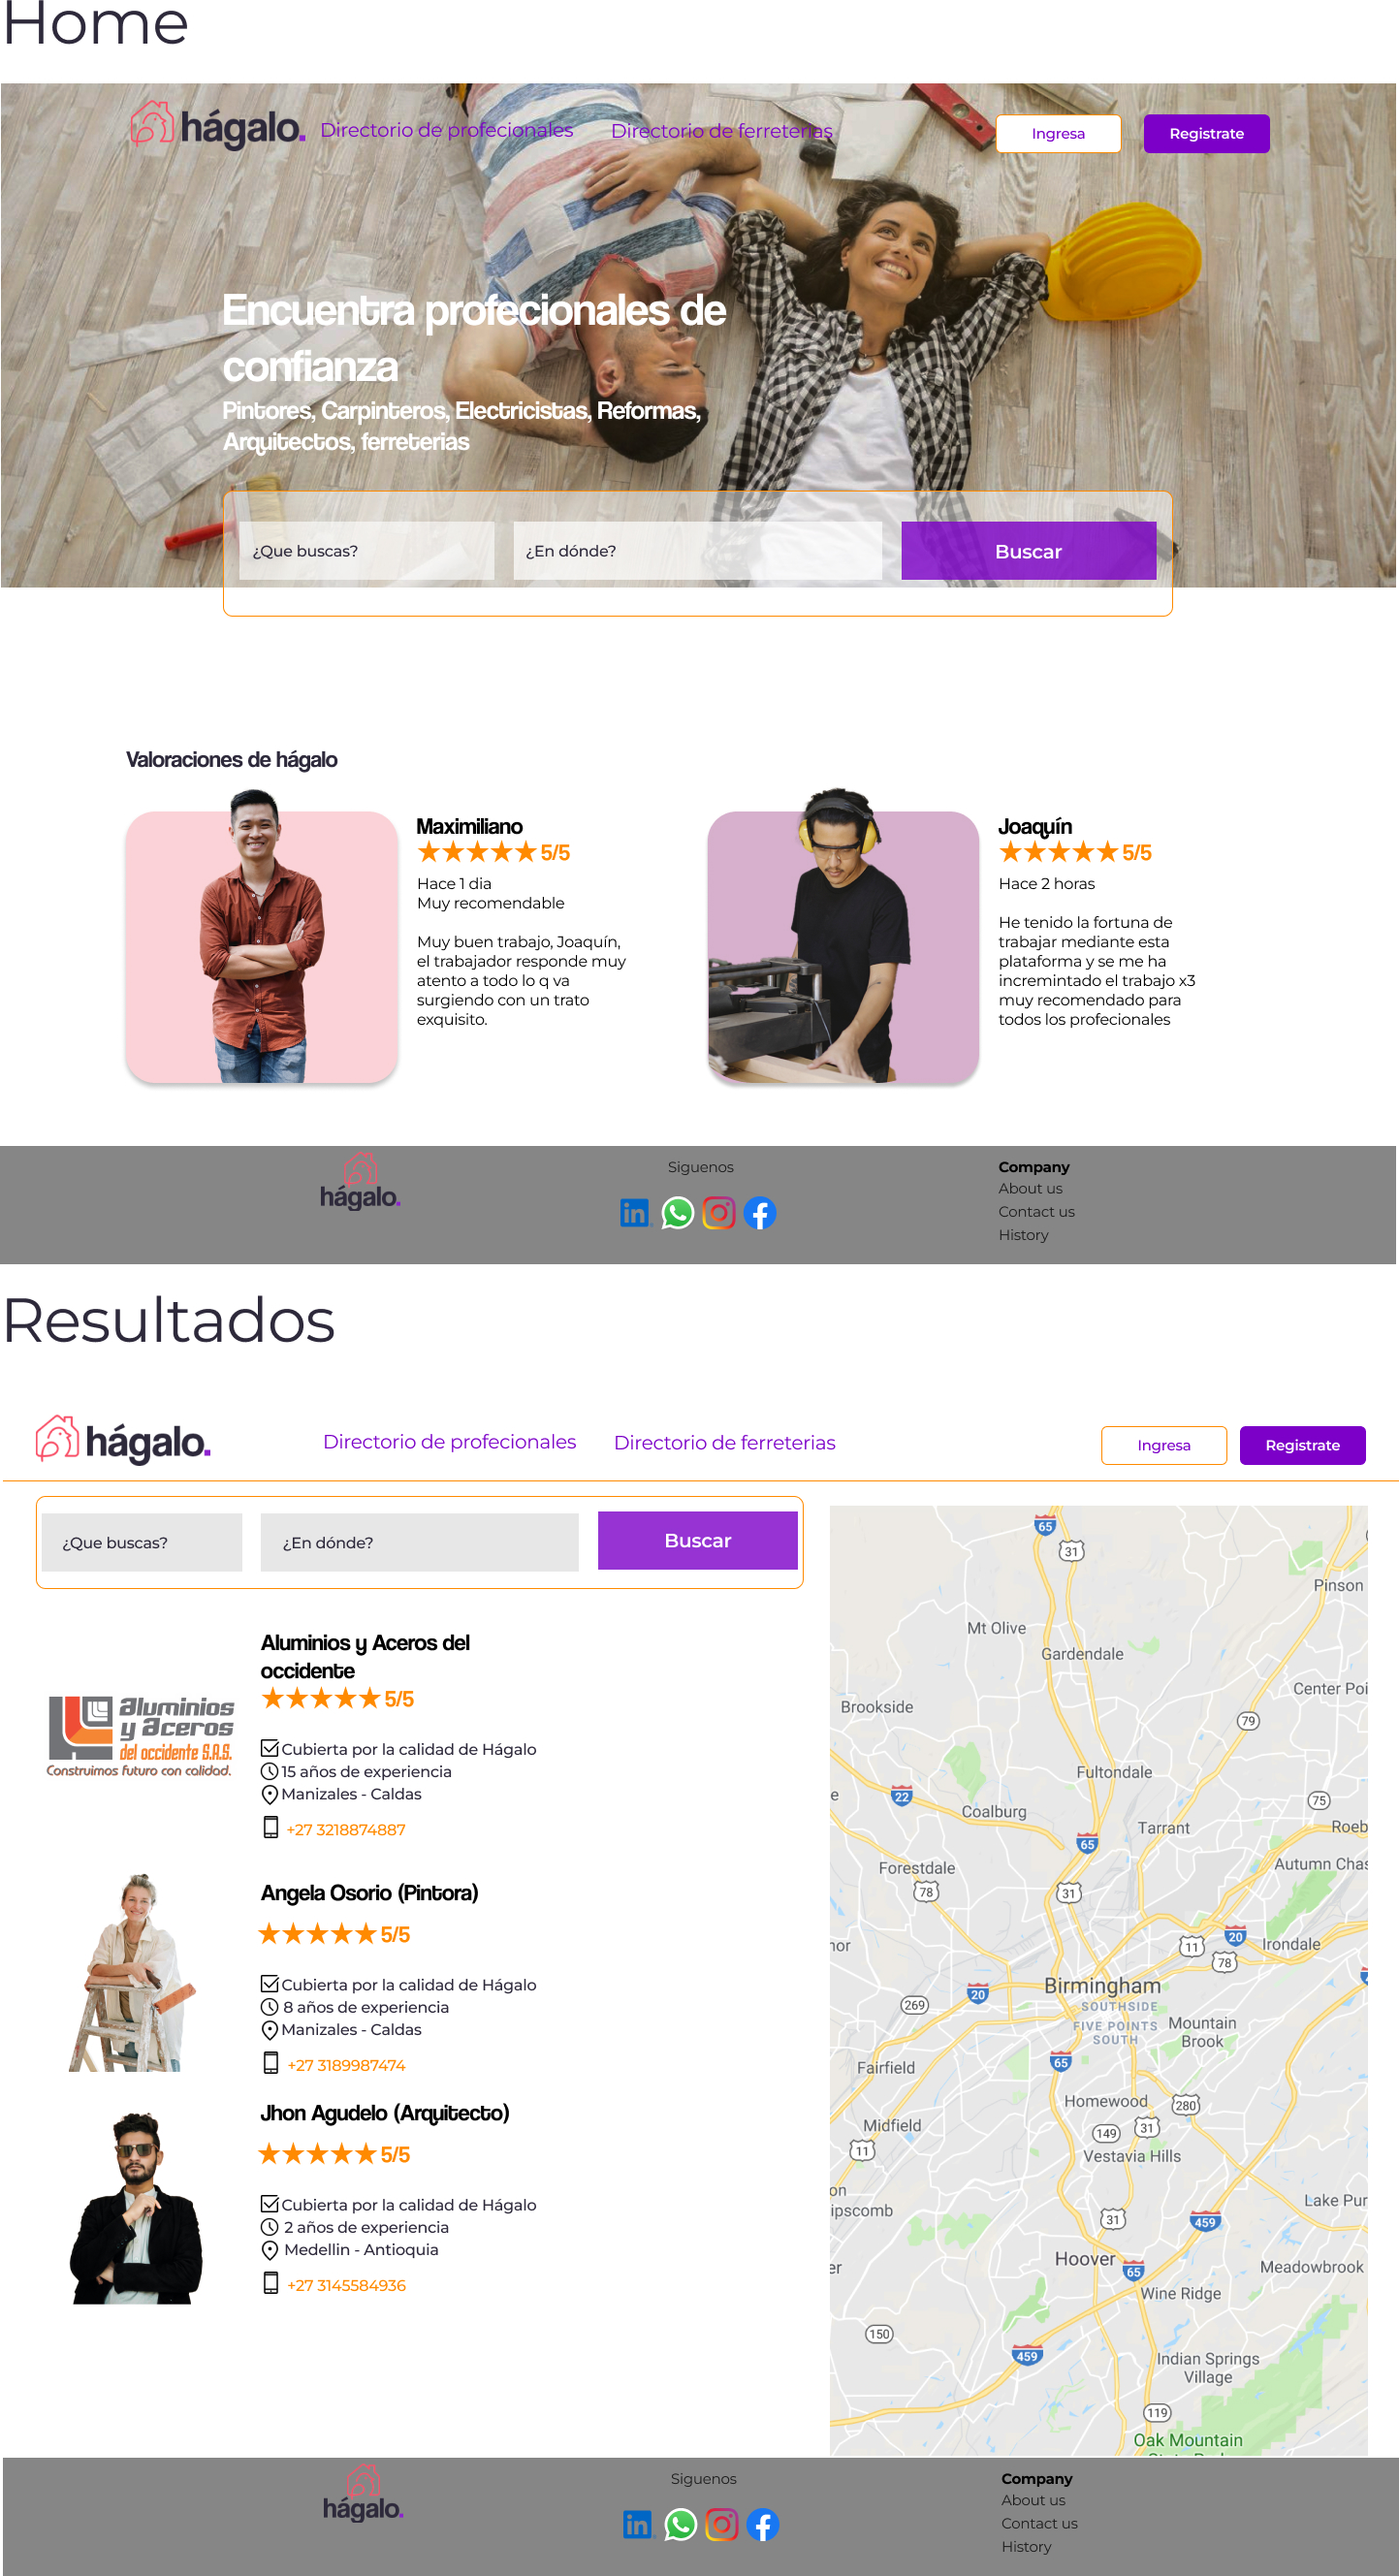 Home
hágalo.
Directorio de profecionales
Directorio de ferreterias
Ingresa
Registrate
Encuentra profecionales de
confianza
Pintores, Carpinteros, Electricistas, Reformas,
Arquitectos, ferreterias
¿Que buscas?
¿En dónde?
Buscar
Valoraciones de hágalo
Maximiliano
5/5
Hace 1 dia
Muy recomendable
Muy buen trabajo, Joaquín,
el trabajador responde muy
atento a todo lo q va
surgiendo con un trato
exquisito.
Joaquín
5/5
Hace 2 horas
He tenido la fortuna de
trabajar mediante esta
plataforma y se me ha
incremintado el trabajo x3
muy recomendado para
todos los profecionales
hágalo.
Siguenos
in
Company
About us
Contact us
History
Resultados
hágalo.
Directorio de profecionales
Directorio de ferreterias
Ingresa
Registrate
¿Que buscas?
¿En dónde?
Buscar
aluminios
y aceros
del occidente S.A.S.
Construimos futuro con calidad.
Aluminios y Aceros del
occidente
5/5
Cubierta por la calidad de Hágalo
15 años de experiencia
Manizales - Caldas
+27 3218874887
Angela Osorio (Pintora)
5/5
Cubierta por la calidad de Hágalo
8 años de experiencia
Manizales - Caldas
+27 3189987474
Jhon Agudelo (Arquitecto)
5/5
Cubierta por la calidad de Hágalo
2 años de experiencia
Medellin - Antioquia
+27 3145584936
65
31
Pinson
Mt Olive
Gardendale
Center Poi
Brookside
79
Fultondale
e
22
75
Coalburg
Tarrant
Roeb
65
Forestdale
Autumn Chas
78
31
nor
11
20
Irondale
78
Birmingham
20
269
SOUTHSIDE
FIVE POINTS
SOUTH
Mountain
Brook
65
Fairfield
Homewood
280
Midfield
149
31
11
Vestavia Hills
on
ipscomb
Lake Pur
31
459
Hoover
er
65
Meadowbrook
Wine Ridge
150
459
Indian Springs
Village
119
Oak Mountain
State Park
hágalo.
Siguenos
in
Company
About us
Contact us
History